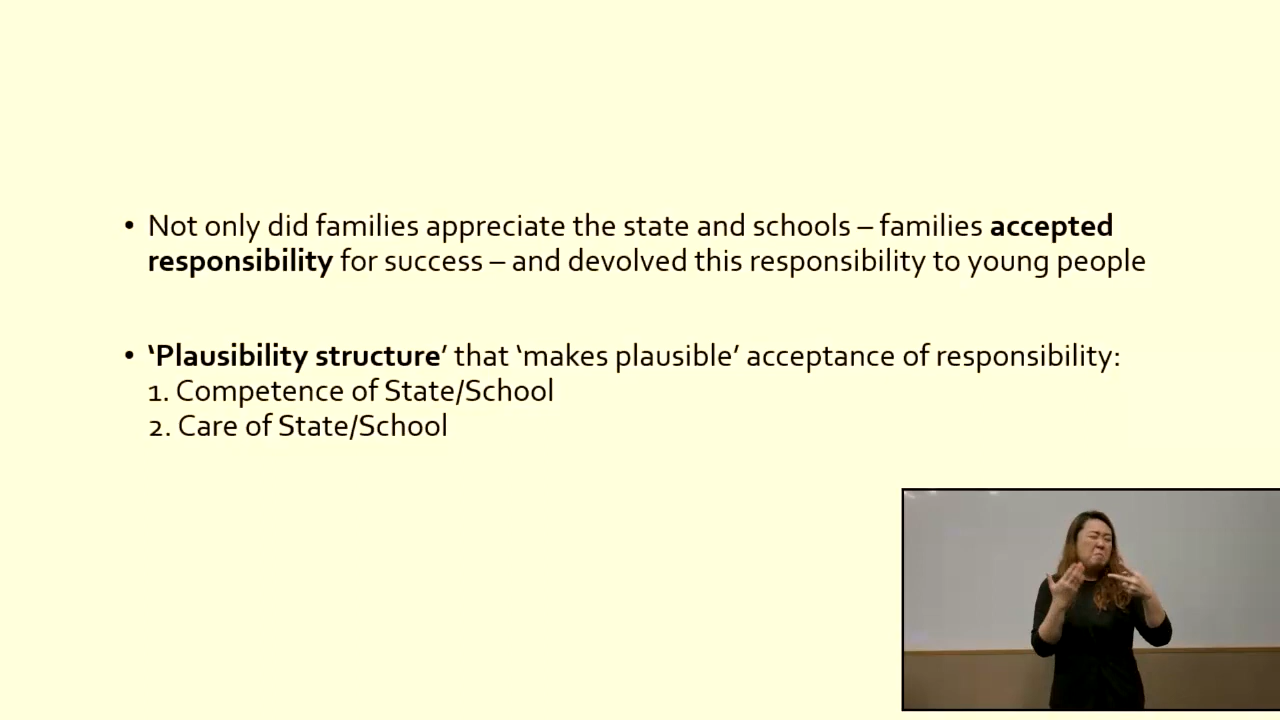 • Not only did families appreciate the state and schools – families accepted
responsibility for success – and devolved this responsibility to young people
• ‘Plausibility structure’ that ‘makes plausible’ acceptance of responsibility:
1. Competence of State/School
2. Care of State/School